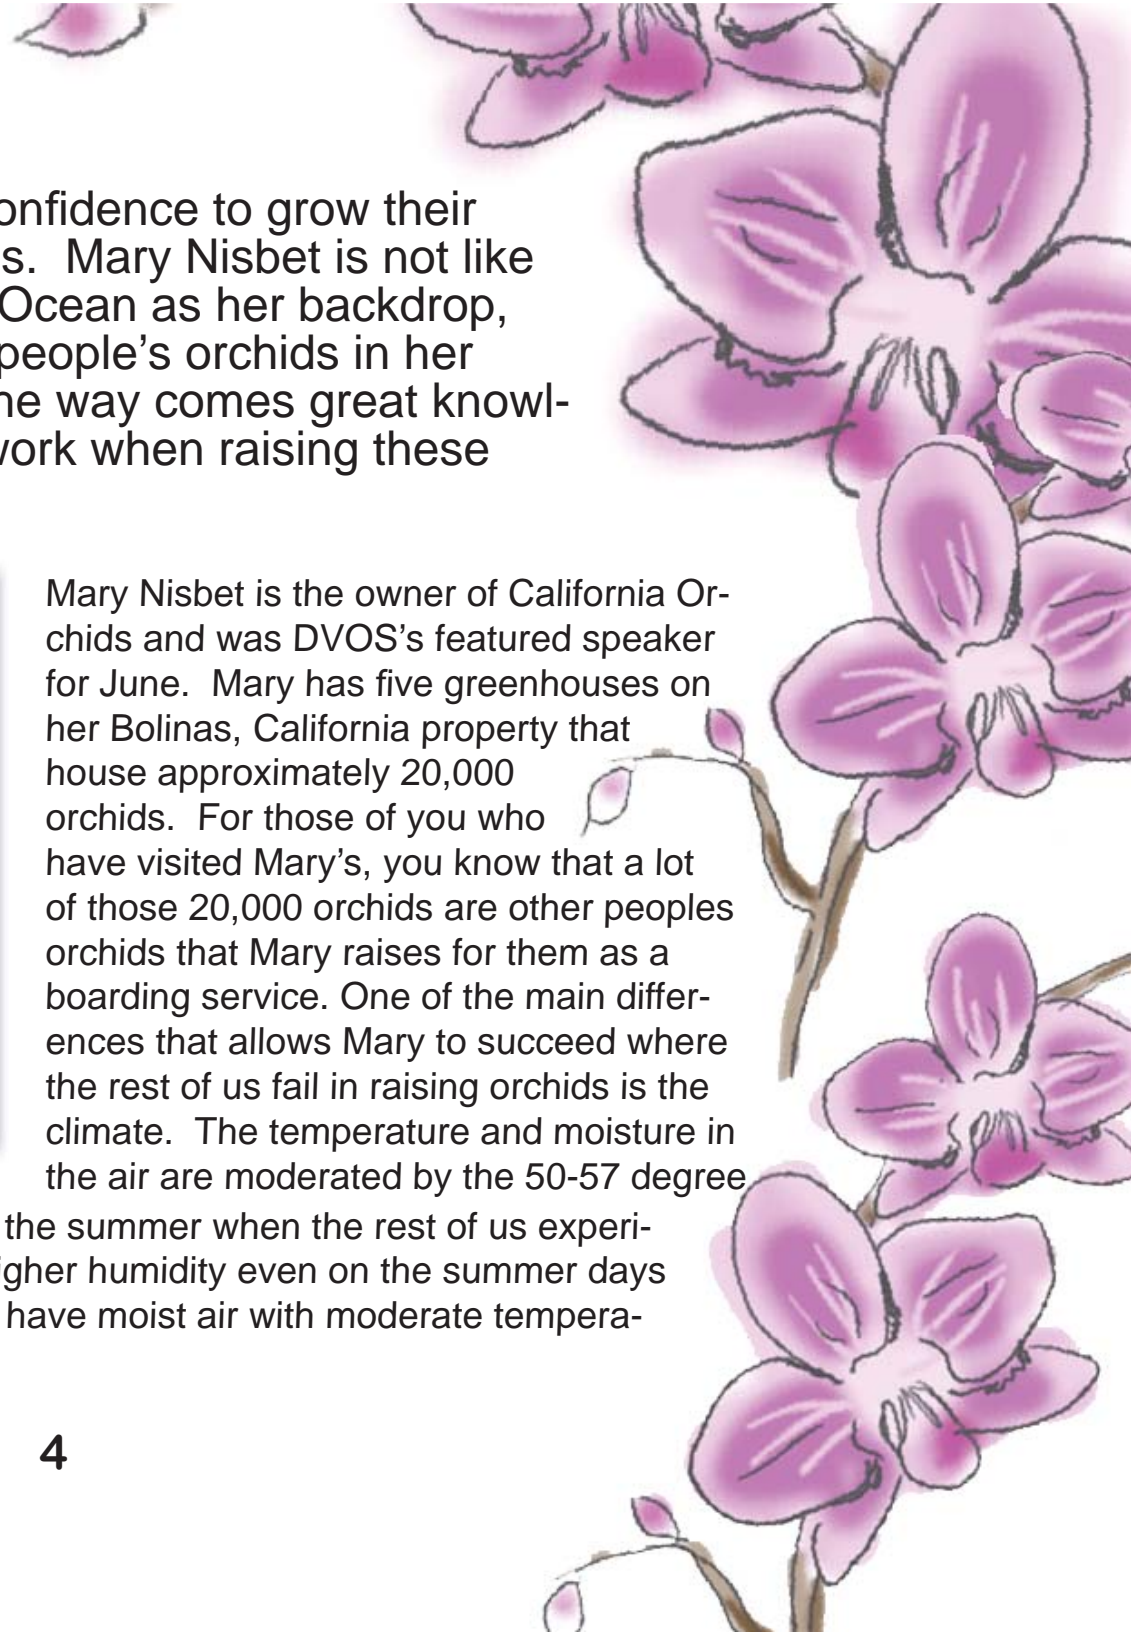 onfidence to grow their
s. Mary Nisbet is not like
Ocean as her backdrop,
people's orchids in her
he way comes great knowl-
work when raising these
Mary Nisbet is the owner of California Or-
chids and was DVOS's featured speaker
for June. Mary has five greenhouses on
her Bolinas, California property that
house approximately 20,000
orchids. For those of you who
have visited Mary's, you know that a lot
of those 20,000 orchids are other peoples
orchids that Mary raises for them as a
boarding service. One of the main differ-
ences that allows Mary to succeed where
the rest of us fail in raising orchids is the
climate. The temperature and moisture in
the air are moderated by the 50-57 degree
the summer when the rest of us experi-
igher humidity even on the summer days
have moist air with moderate tempera-
4